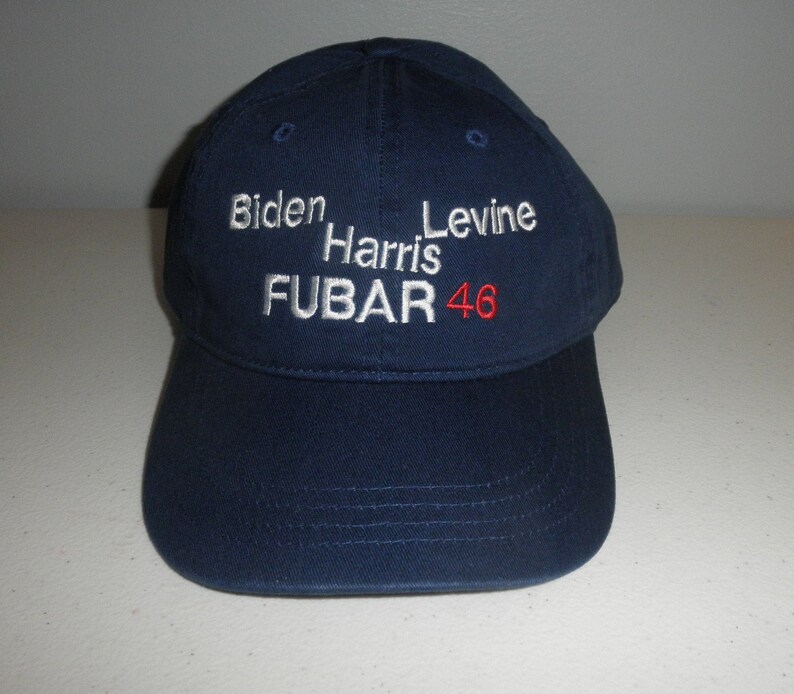 Biden Levine
Harris
FUBAR 46